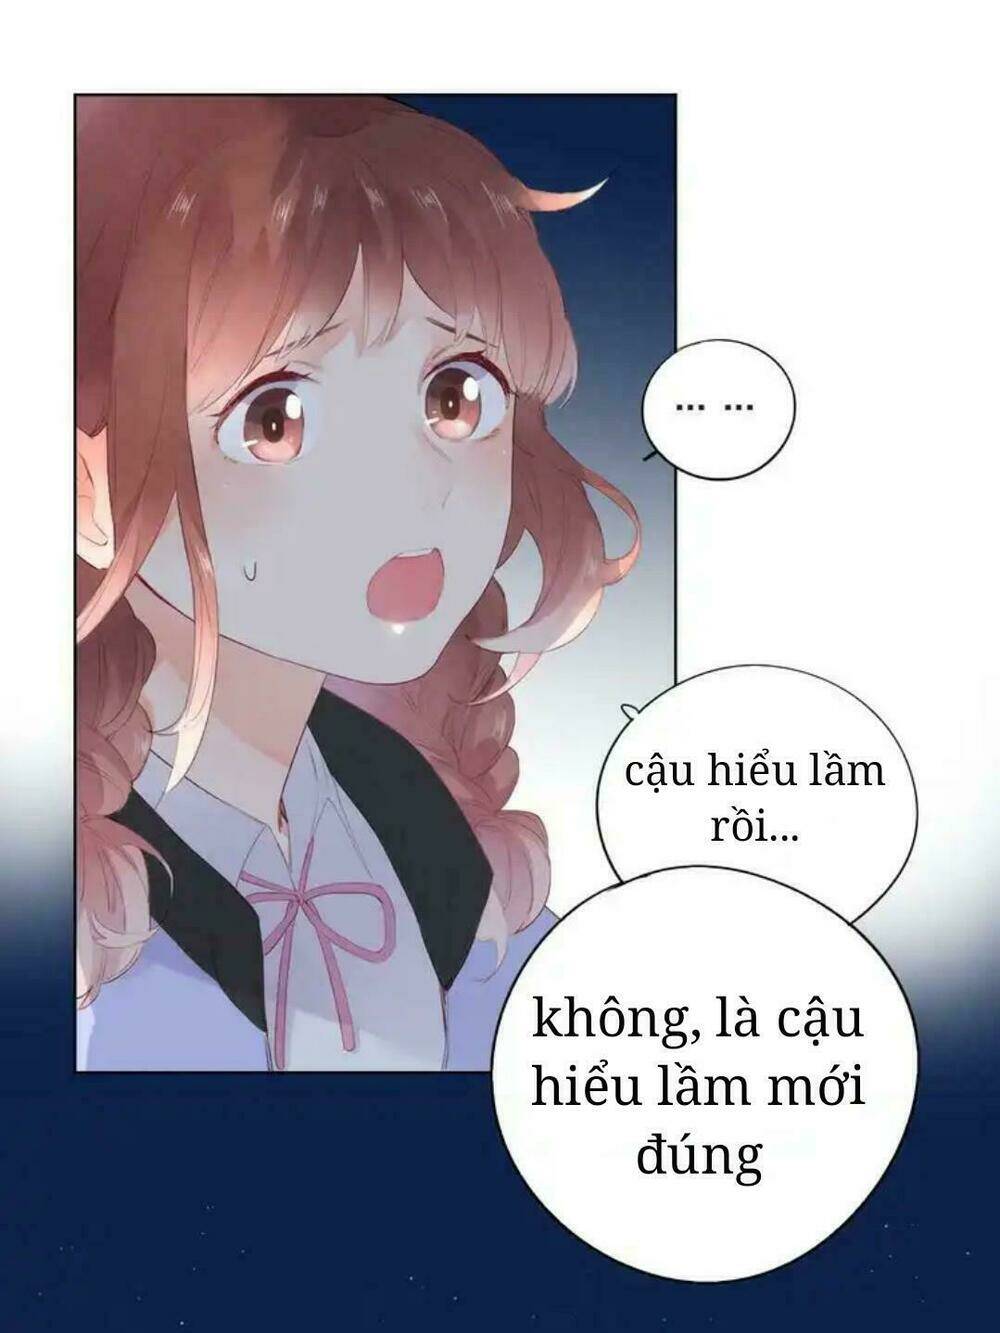 ... ...
cậu hiểu lầm
rồi...
không, là cậu
hiểu lầm mới
đúng